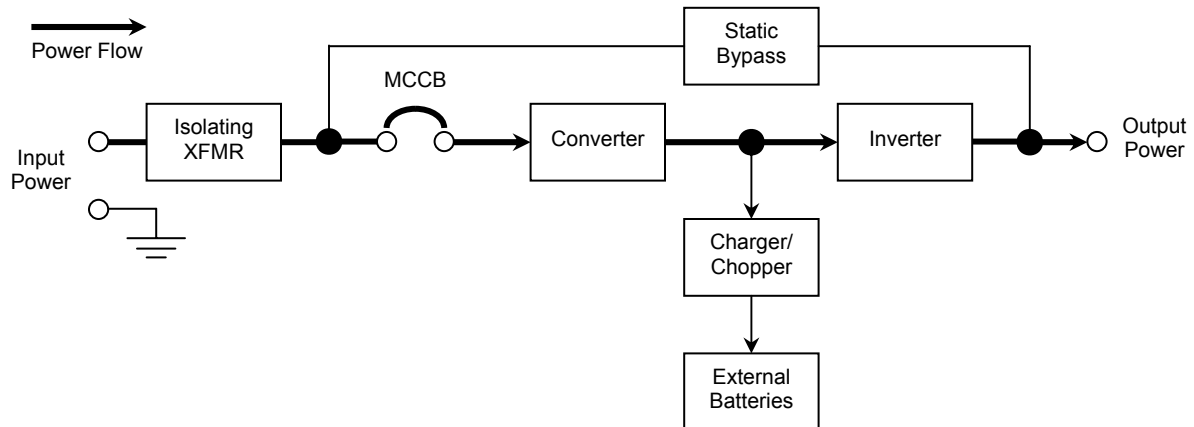 Power Flow
Static
Bypass
MCCB
Input
Power
Isolating
XFMR
Converter
Inverter
Output
Power
Charger/
Chopper
External
Batteries